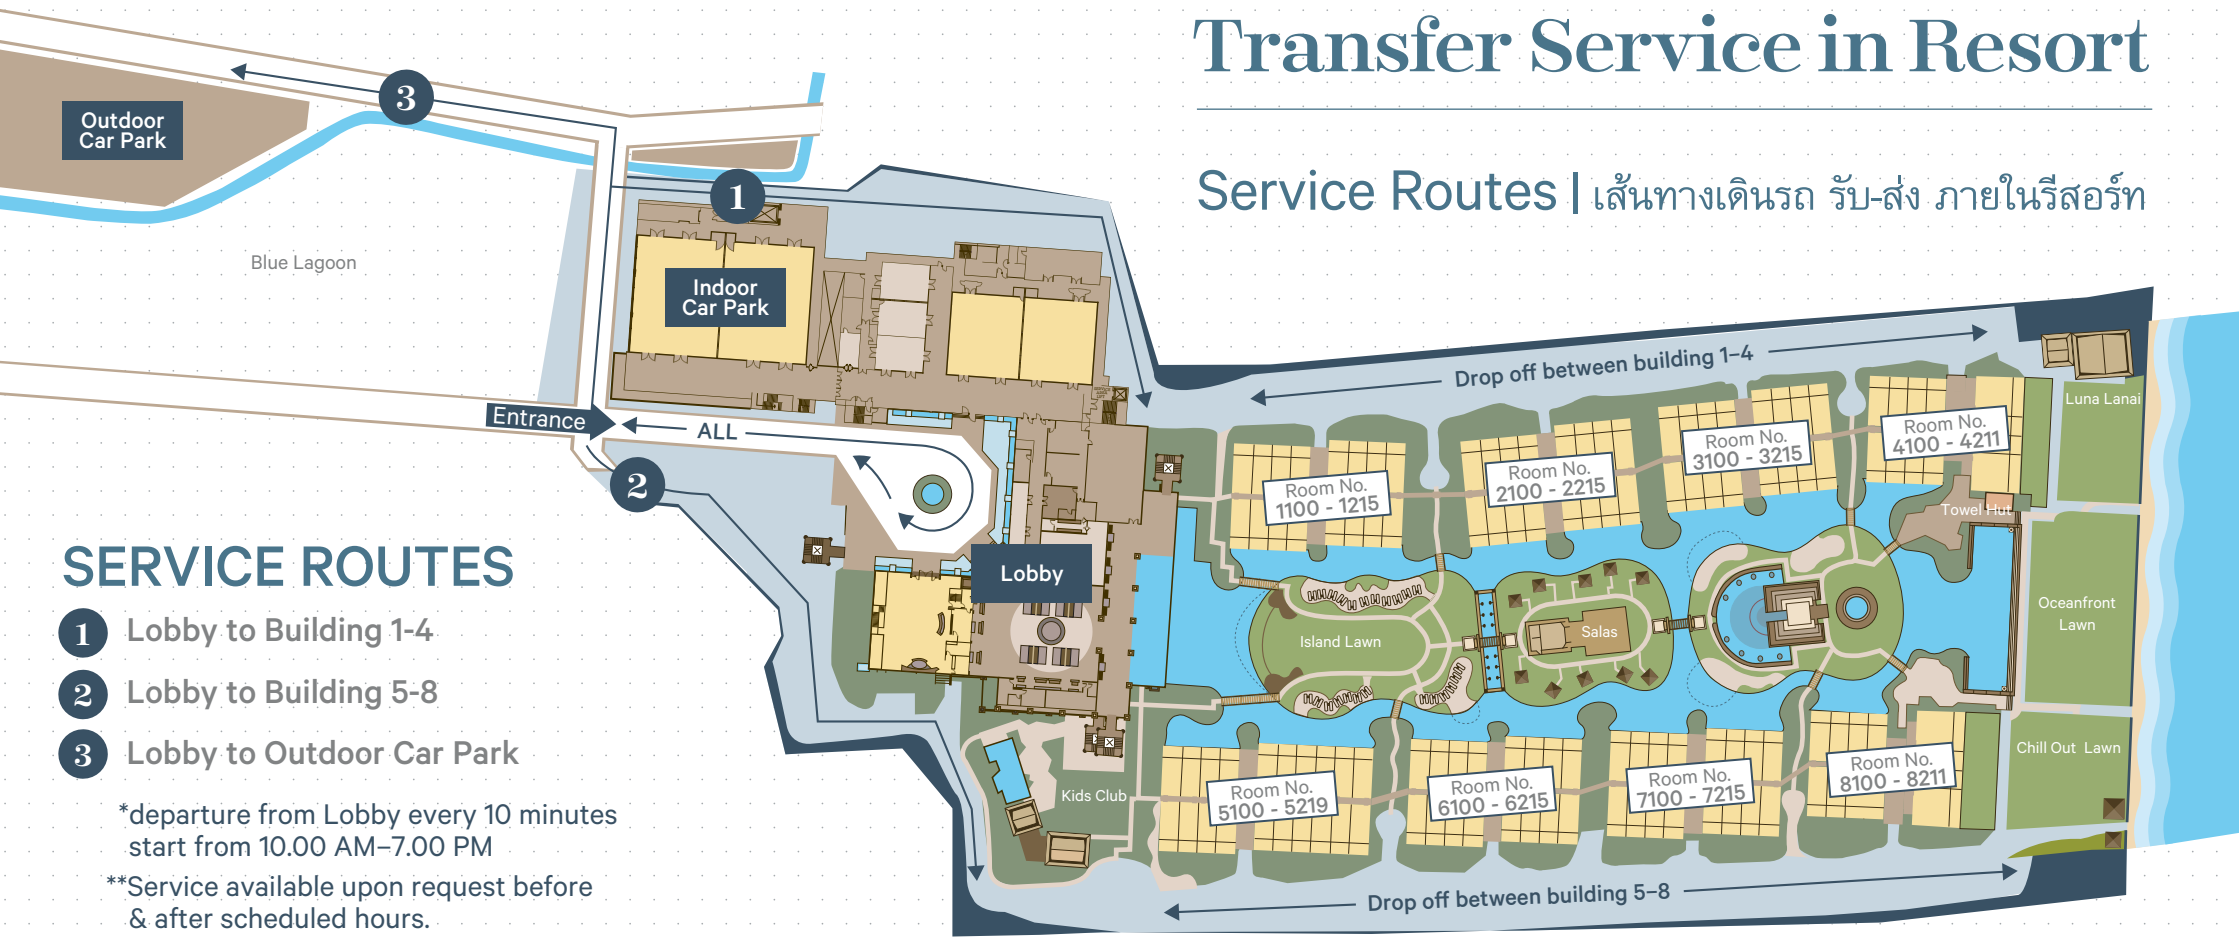 Transfer Service in Resort
Service Routes | เส้นทางเดินรถ รับ-ส่ง ภายในรีสอร์ท
3
Outdoor
Car Park
1
Blue Lagoon
Indoor
Car Park
Entrance
ALL
2
Lobby
Drop off between building 1–4
Luna Lanai
Room No.
1100 - 1215
Room No.
2100 - 2215
Room No.
3100 - 3215
Room No.
4100 - 4211
Towel Hut
Island Lawn
Salas
Oceanfront
Lawn
Chill Out Lawn
Kids Club
Room No.
5100 - 5219
Room No.
6100 - 6215
Room No.
7100 - 7215
Room No.
8100 - 8211
Drop off between building 5–8
SERVICE ROUTES
1 Lobby to Building 1-4
2 Lobby to Building 5-8
3 Lobby to Outdoor Car Park
*departure from Lobby every 10 minutes
start from 10.00 AM–7.00 PM
**Service available upon request before
& after scheduled hours.